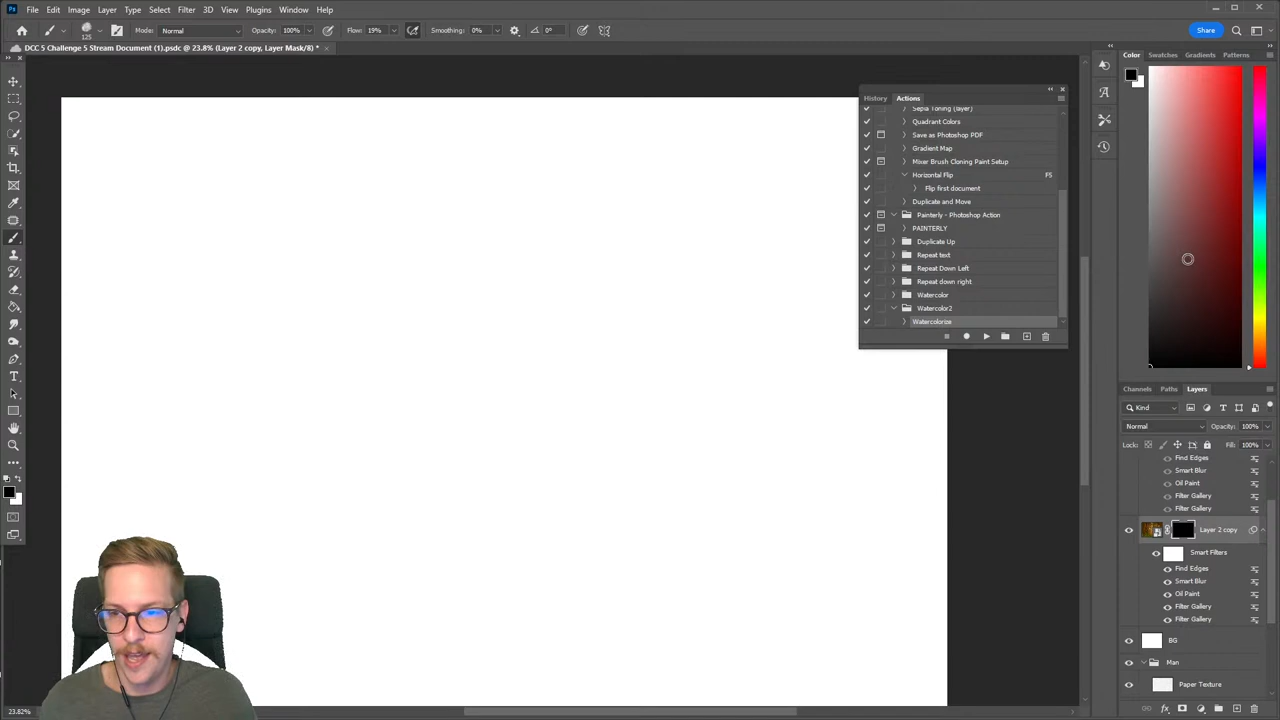 File Edit Image Layer Type Select Filter 3D View Plugins Window Help
125 Mode: Normal Opacity: 100% Flow: 19% Smoothing: 0% 0° Share
DCC 5 Challenge 5 Stream Document (1).psdc @ 23.8% (Layer 2 copy, Layer Mask/8) *
Color Swatches Gradients Patterns
History Actions
Sepia Toning (layer)
Quadrant Colors
Save as Photoshop PDF
Gradient Map
Mixer Brush Cloning Paint Setup
Horizontal Flip F5
Flip first document
Duplicate and Move
Painterly - Photoshop Action
PAINTERLY
Duplicate Up
Repeat text
Repeat Down Left
Repeat down right
Watercolor
Watercolor2
Watercolorize
Channels Paths Layers
Kind
Normal Opacity: 100%
Lock: Fill: 100%
Find Edges
Smart Blur
Oil Paint
Filter Gallery
Filter Gallery
Layer 2 copy
Smart Filters
Find Edges
Smart Blur
Oil Paint
Filter Gallery
Filter Gallery
BG
Man
Paper Texture
23.82%